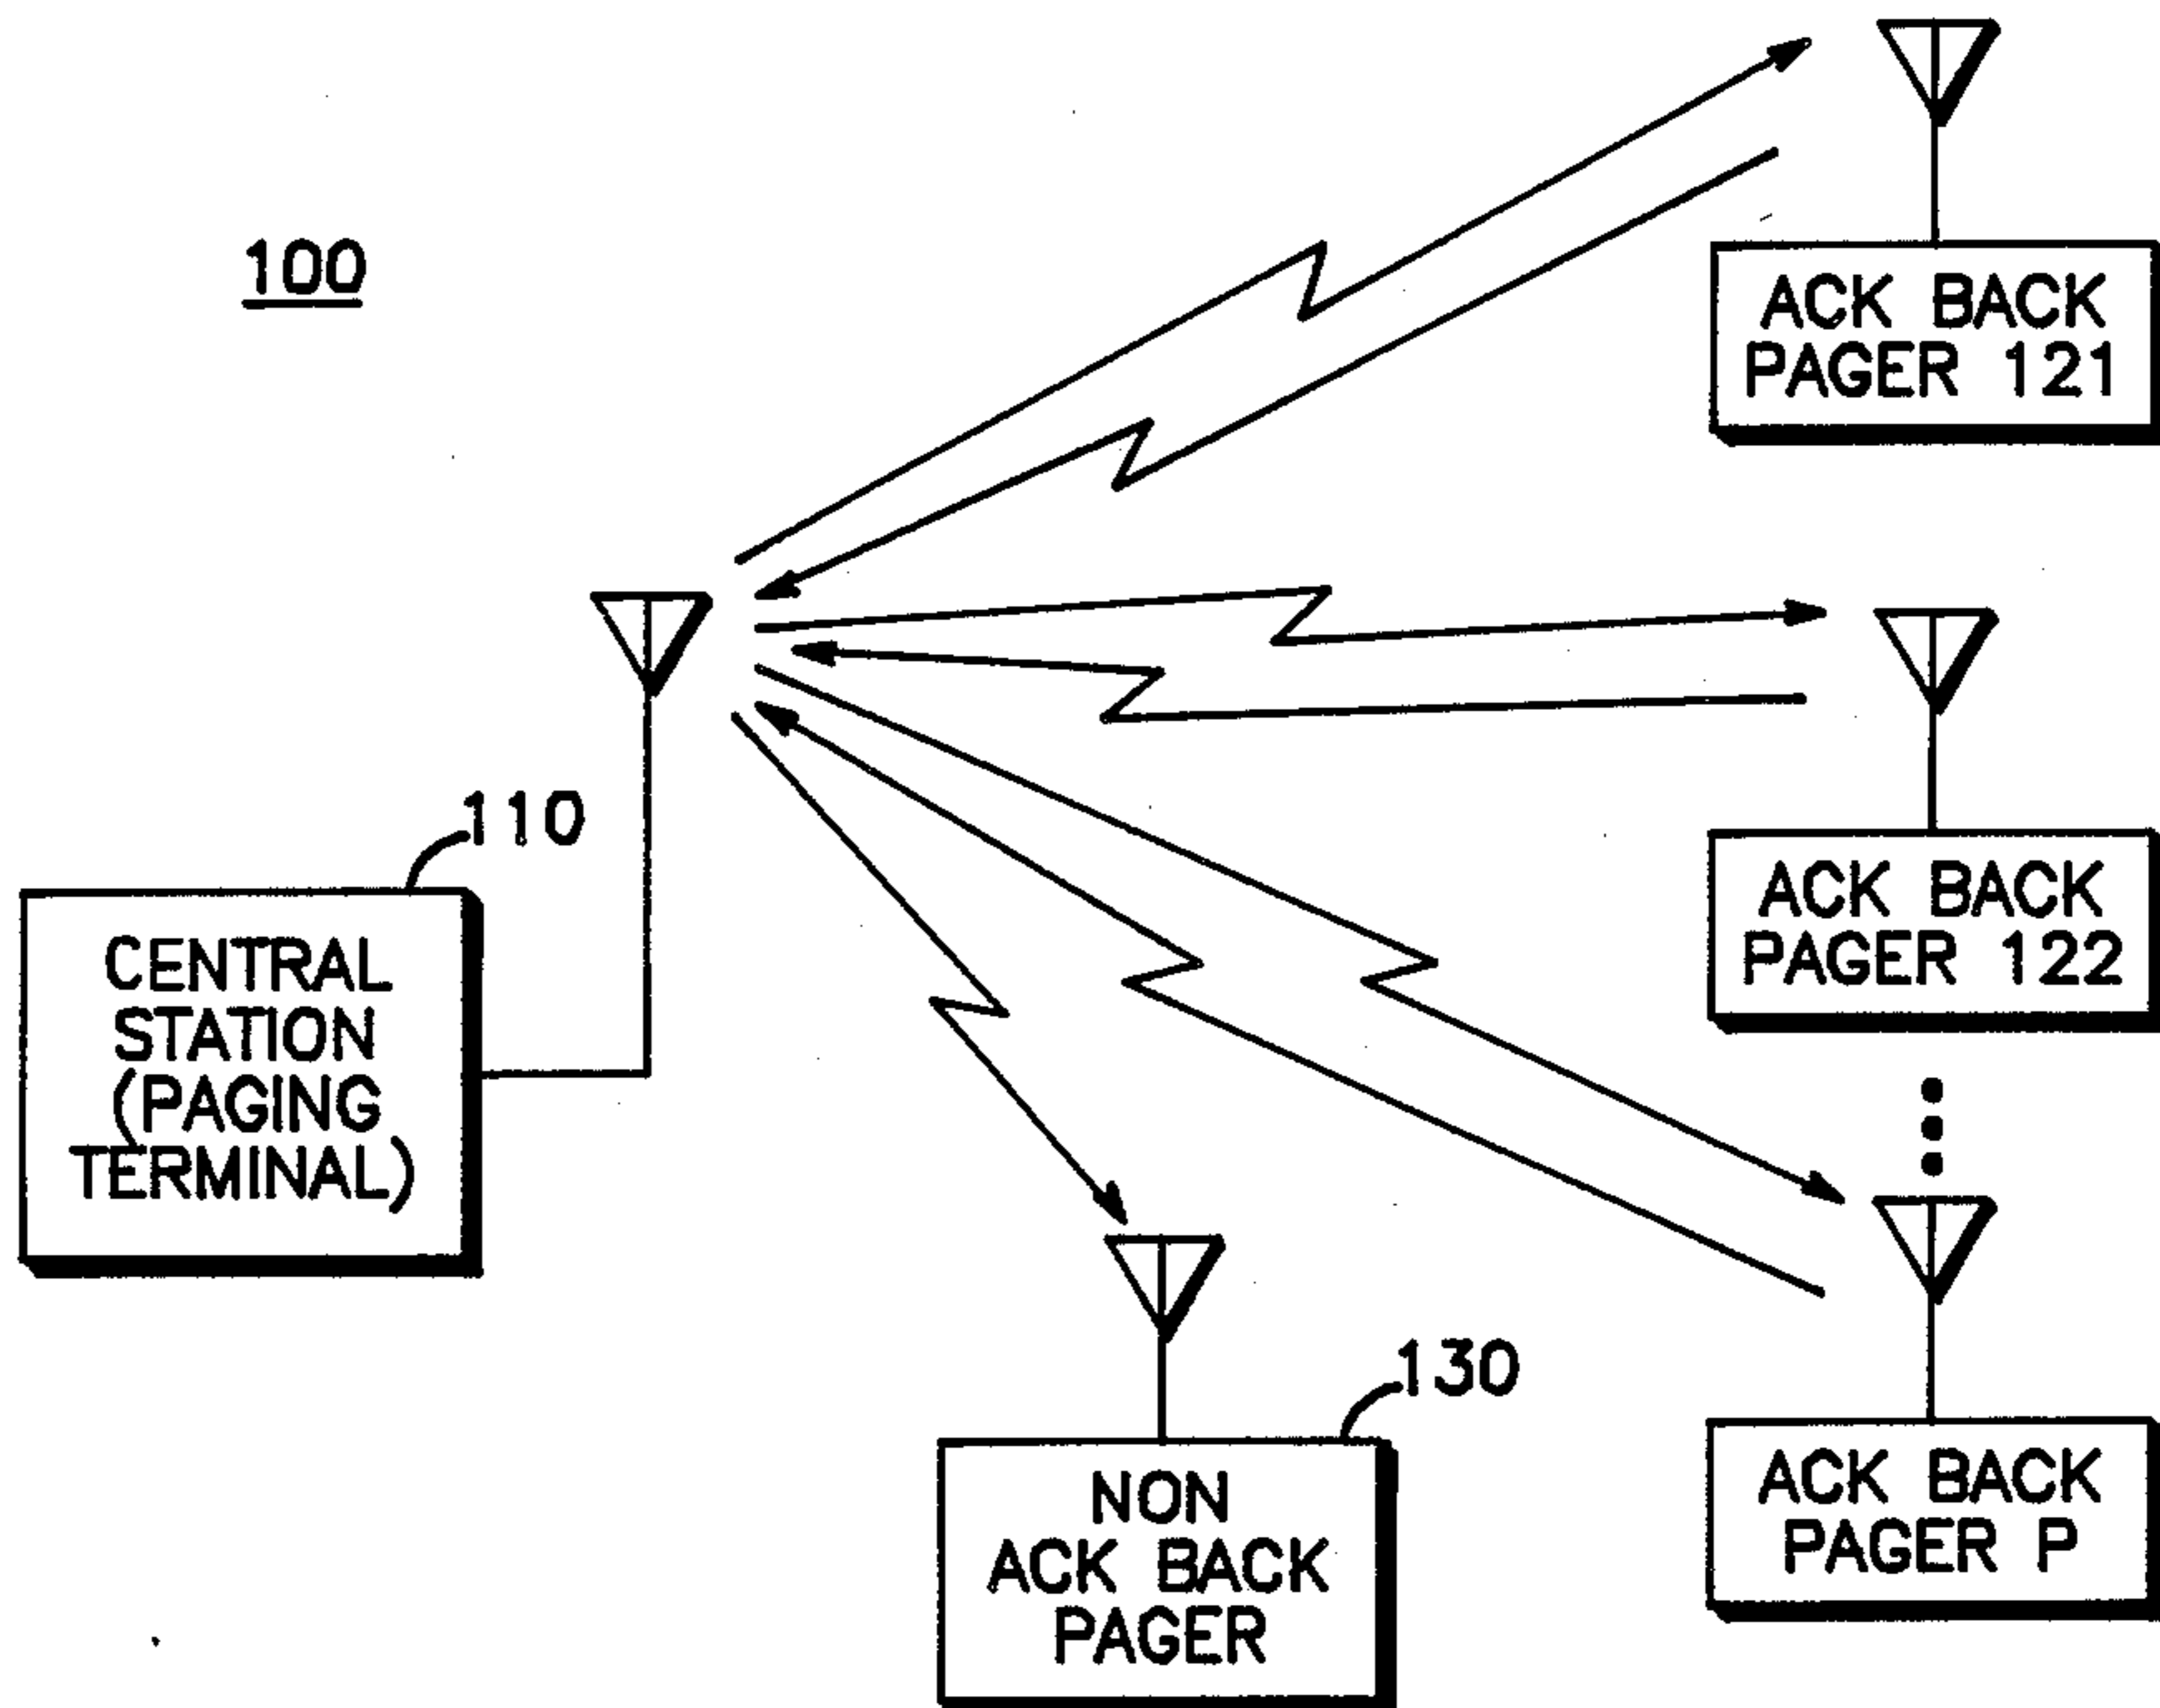 100
ACK BACK
PAGER 121
110
CENTRAL
STATION
(PAGING
TERMINAL)
ACK BACK
PAGER 122
130
NON
ACK BACK
PAGER
ACK BACK
PAGER P